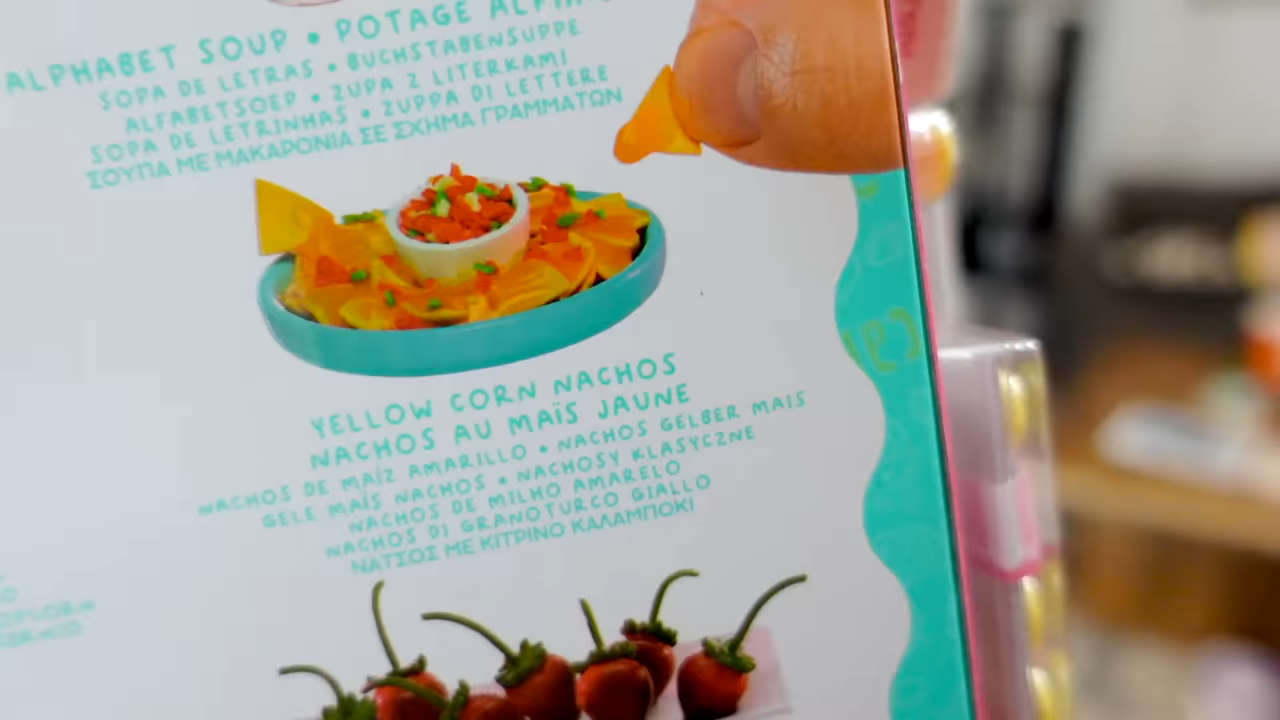 ALPHABET SOUP • POTAGE
SOPA DE LETRAS • BUCHSTABENSUPPE
ALFABETSOEP • ZUPA Z LITERKAMI
SOPA DE LETRINHAS • ZUPPA DI LETTERE
ΣΟΥΠΑ ΜΕ ΜΑΚΑΡΟΝΙΑ ΣΕ ΣΧΗΜΑ ΓΡΑΜΜΑΤΩΝ
YELLOW CORN NACHOS
NACHOS AU MAÏS JAUNE
NACHOS DE MAÍZ AMARILLO • NACHOS GELBER MAIS
GELE MAÏS NACHOS • NACHOSY KLASYCZNE
NACHOS DE MILHO AMARELO
NACHOS DI GRANOTURCO GIALLO
ΝΑΤΣΟΣ ΜΕ ΚΙΤΡΙΝΟ ΚΑΛΑΜΠΟΚΙ